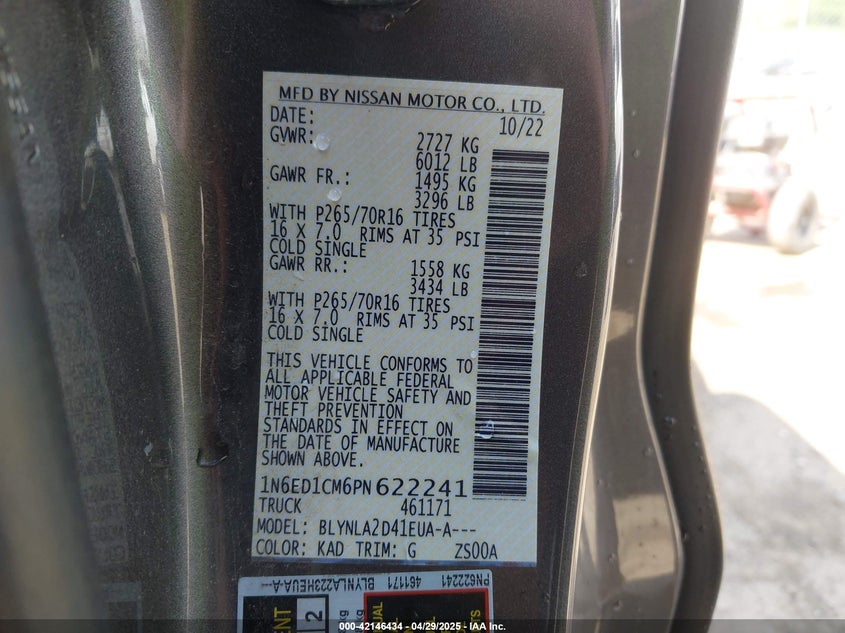 MFD BY NISSAN MOTOR CO., LTD.
DATE: 10/22
GVWR: 2727 KG
6012 LB
GAWR FR.: 1495 KG
3296 LB
WITH P265/70R16 TIRES
16 X 7.0 RIMS AT 35 PSI
COLD SINGLE
GAWR RR.: 1558 KG
3434 LB
WITH P265/70R16 TIRES
16 X 7.0 RIMS AT 35 PSI
COLD SINGLE
THIS VEHICLE CONFORMS TO
ALL APPLICABLE FEDERAL
MOTOR VEHICLE SAFETY AND
THEFT PREVENTION
STANDARDS IN EFFECT ON
THE DATE OF MANUFACTURE
SHOWN ABOVE.
1N6ED1CM6PN622241
TRUCK 461171
MODEL: BLYNLA2D41EUA-A---
COLOR: KAD TRIM: G ZS00A
PN622241 461171 BLYNLA223HEUA-A---
000-42146434 - 04/29/2025 - IAA Inc.